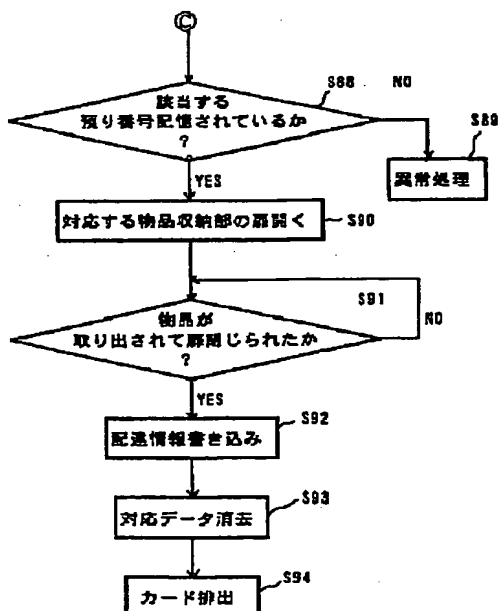 C
S88
NO
該当する
預り番号記憶されているか
?
S89
異常処理
YES
対応する物品収納部の扉開く
S90
S91
物品が
取り出されて扉閉じられたか
?
NO
YES
S92
配送情報書き込み
S93
対応データ消去
S94
カード排出